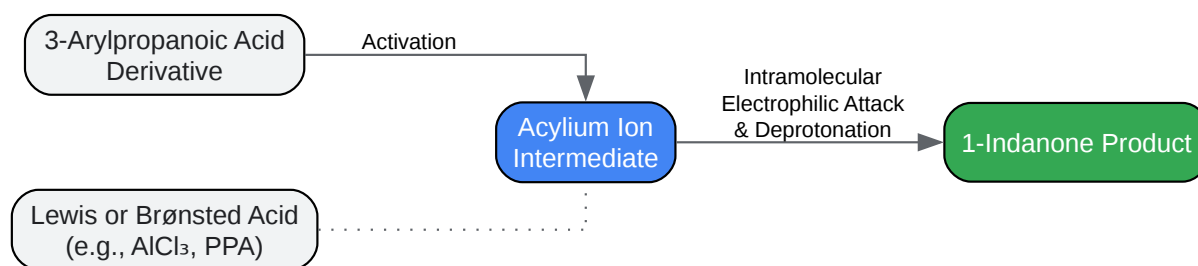 3-Arylpropanoic Acid
Derivative
Activation
Intramolecular
Electrophilic Attack
& Deprotonation
Acylium Ion
Intermediate
1-Indanone Product
Lewis or Brønsted Acid
(e.g., AlCl₃, PPA)